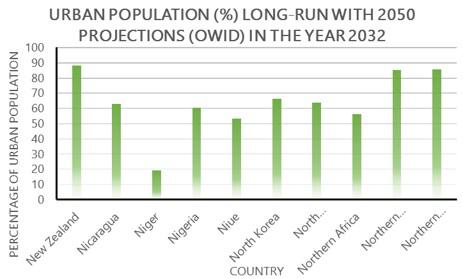 URBAN POPULATION (%) LONG-RUN WITH 2050
PROJECTIONS (OWID) IN THE YEAR 2032
PERCENTAGE OF URBAN POPULATION
100
90
80
70
60
50
40
30
20
10
0
New Zealand
Nicaragua
Niger
Nigeria
Niue
North Korea
North...
Northern Africa
Northern...
Northern...
COUNTRY